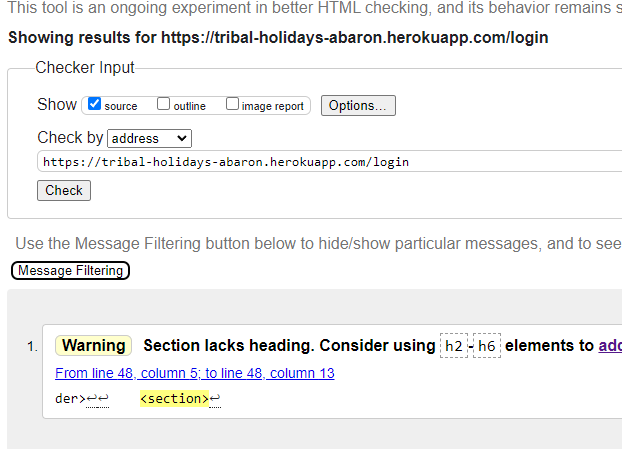 This tool is an ongoing experiment in better HTML checking, and its behavior remains s
Showing results for https://tribal-holidays-abaron.herokuapp.com/login
Checker Input
Show source outline image report Options...
Check by address
https://tribal-holidays-abaron.herokuapp.com/login
Check
Use the Message Filtering button below to hide/show particular messages, and to see
Message Filtering
1. Warning Section lacks heading. Consider using h2-h6 elements to add
From line 48, column 5; to line 48, column 13
der>↩↩    <section>↩